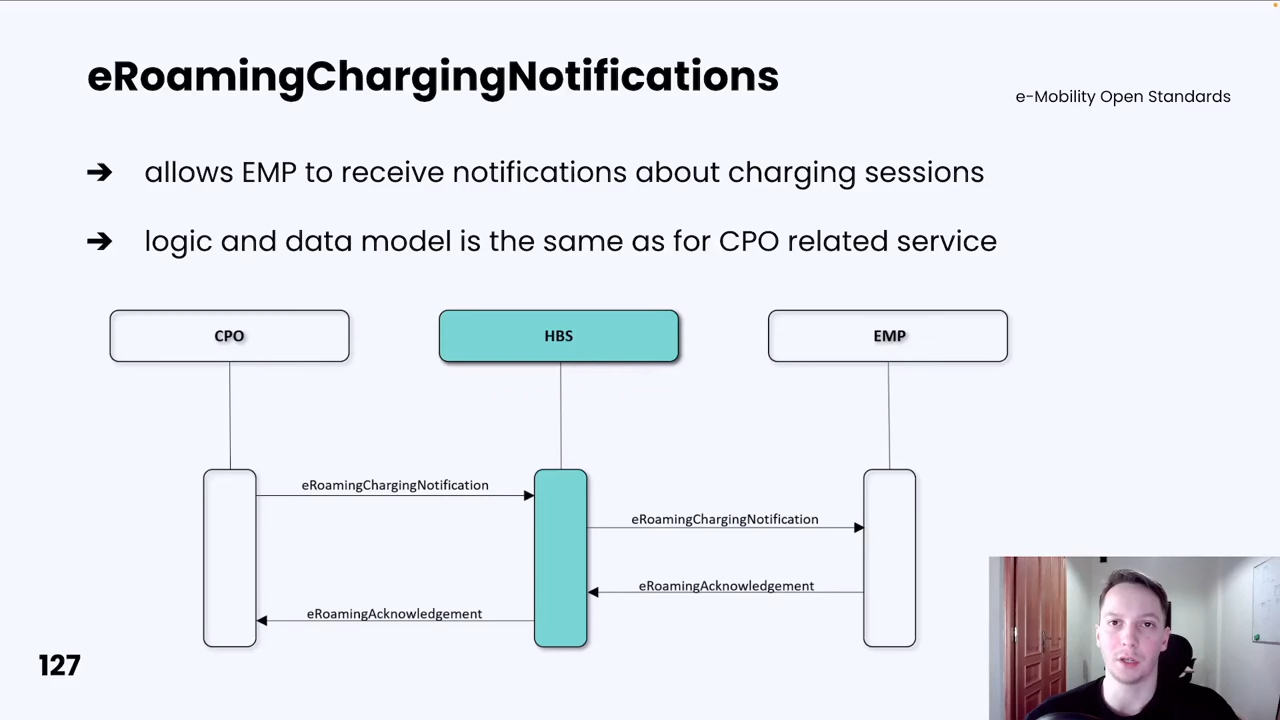 eRoamingChargingNotifications
e-Mobility Open Standards
➔ allows EMP to receive notifications about charging sessions
➔ logic and data model is the same as for CPO related service
CPO
HBS
EMP
eRoamingChargingNotification
eRoamingChargingNotification
eRoamingAcknowledgement
eRoamingAcknowledgement
127